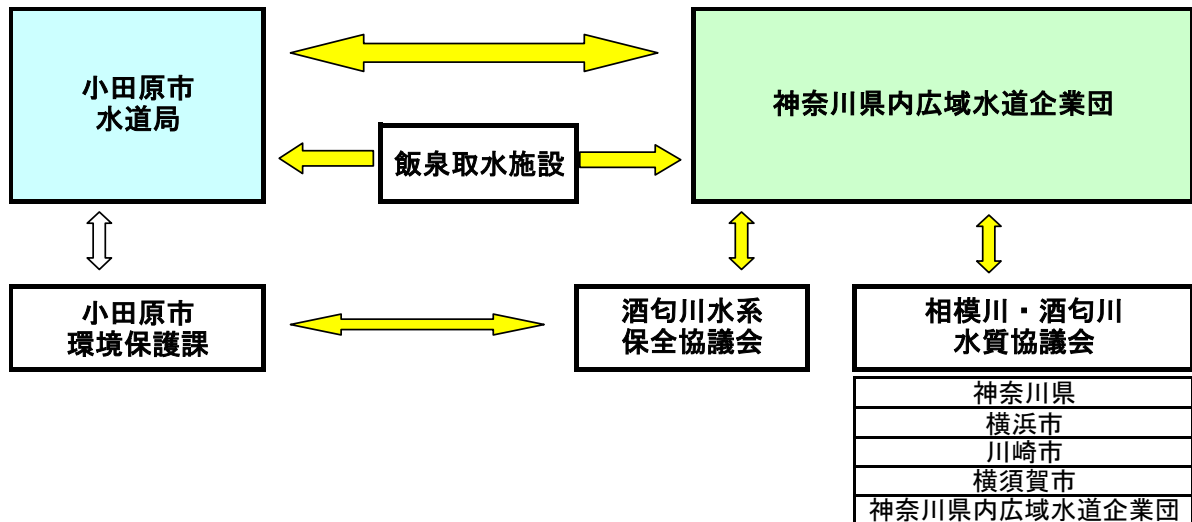 小田原市
水道局
神奈川県内広域水道企業団
飯泉取水施設
小田原市
環境保護課
酒匂川水系
保全協議会
相模川・酒匂川
水質協議会
神奈川県
横浜市
川崎市
横須賀市
神奈川県内広域水道企業団